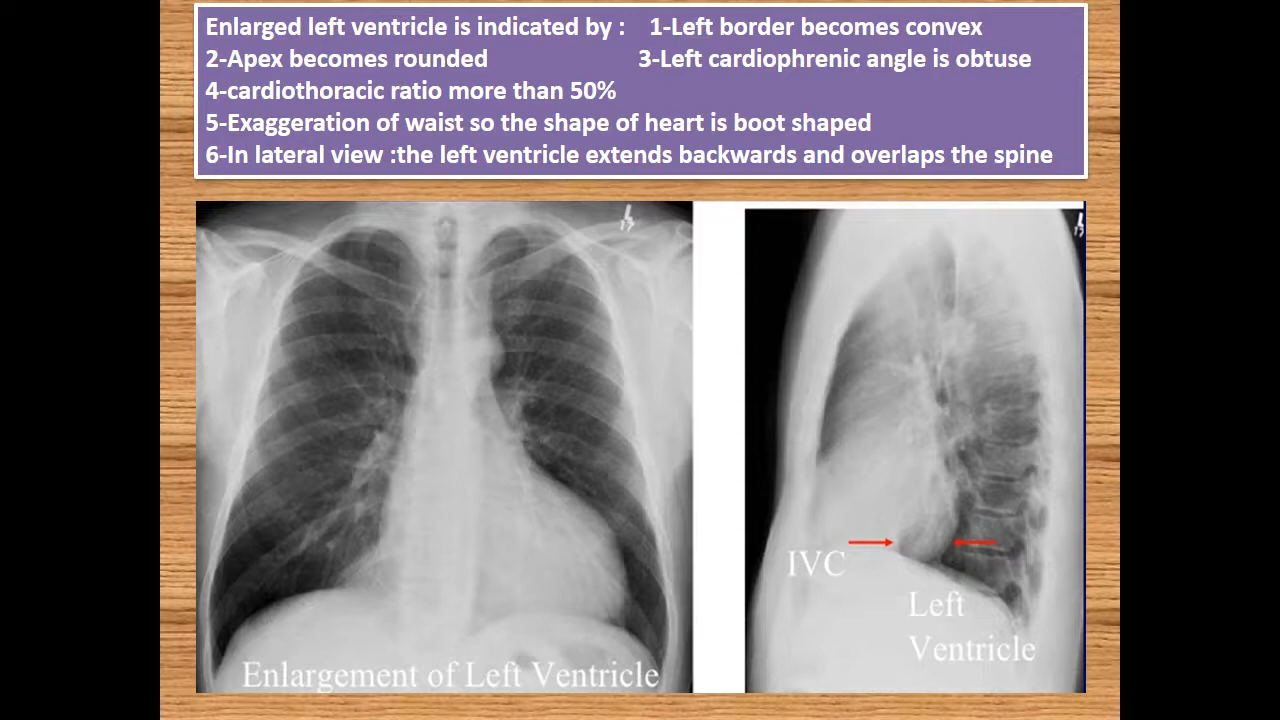 Enlarged left ventricle is indicated by : 1-Left border becomes convex
2-Apex becomes rounded 3-Left cardiophrenic angle is obtuse
4-cardiothoracic ratio more than 50%
5-Exaggeration of waist so the shape of heart is boot shaped
6-In lateral view :the left ventricle extends backwards and overlaps the spine
IVC
Left
Ventricle
Enlargement of Left Ventricle